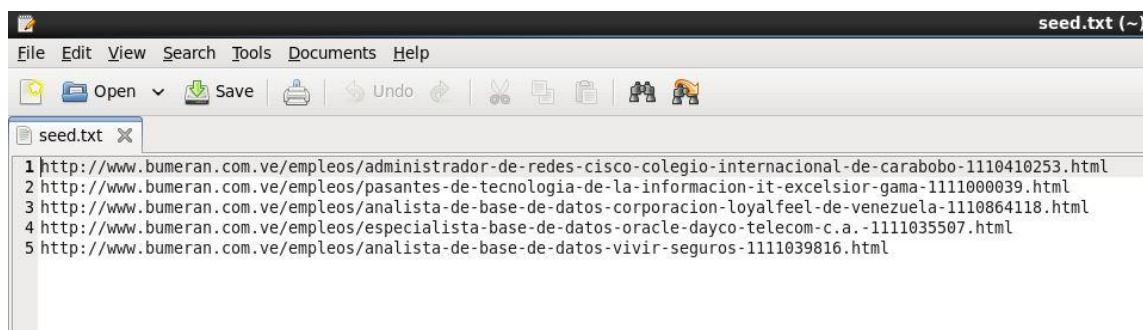 seed.txt (~)
File Edit View Search Tools Documents Help
Open Save Undo
seed.txt
1 http://www.bumeran.com.ve/empleos/administrador-de-redes-cisco-colegio-internacional-de-carabobo-1110410253.html
2 http://www.bumeran.com.ve/empleos/pasantes-de-tecnologia-de-la-informacion-it-excelsior-gama-1111000039.html
3 http://www.bumeran.com.ve/empleos/analista-de-base-de-datos-corporacion-loyalfeel-de-venezuela-1110864118.html
4 http://www.bumeran.com.ve/empleos/especialista-base-de-datos-oracle-dayco-telecom-c.a.-1111035507.html
5 http://www.bumeran.com.ve/empleos/analista-de-base-de-datos-vivir-seguros-1111039816.html